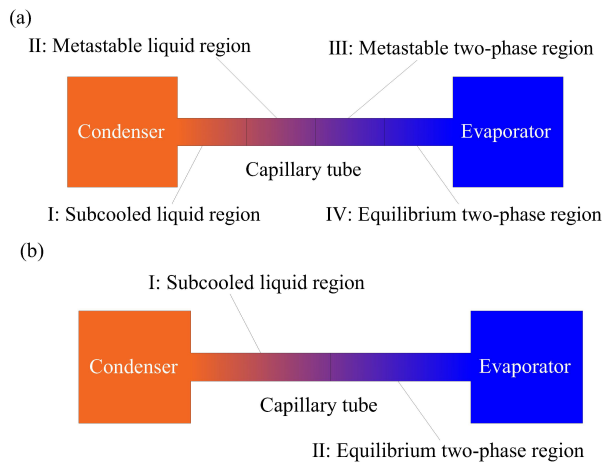 (a)
II: Metastable liquid region
III: Metastable two-phase region
Condenser
Evaporator
Capillary tube
I: Subcooled liquid region
IV: Equilibrium two-phase region
(b)
I: Subcooled liquid region
Condenser
Evaporator
Capillary tube
II: Equilibrium two-phase region